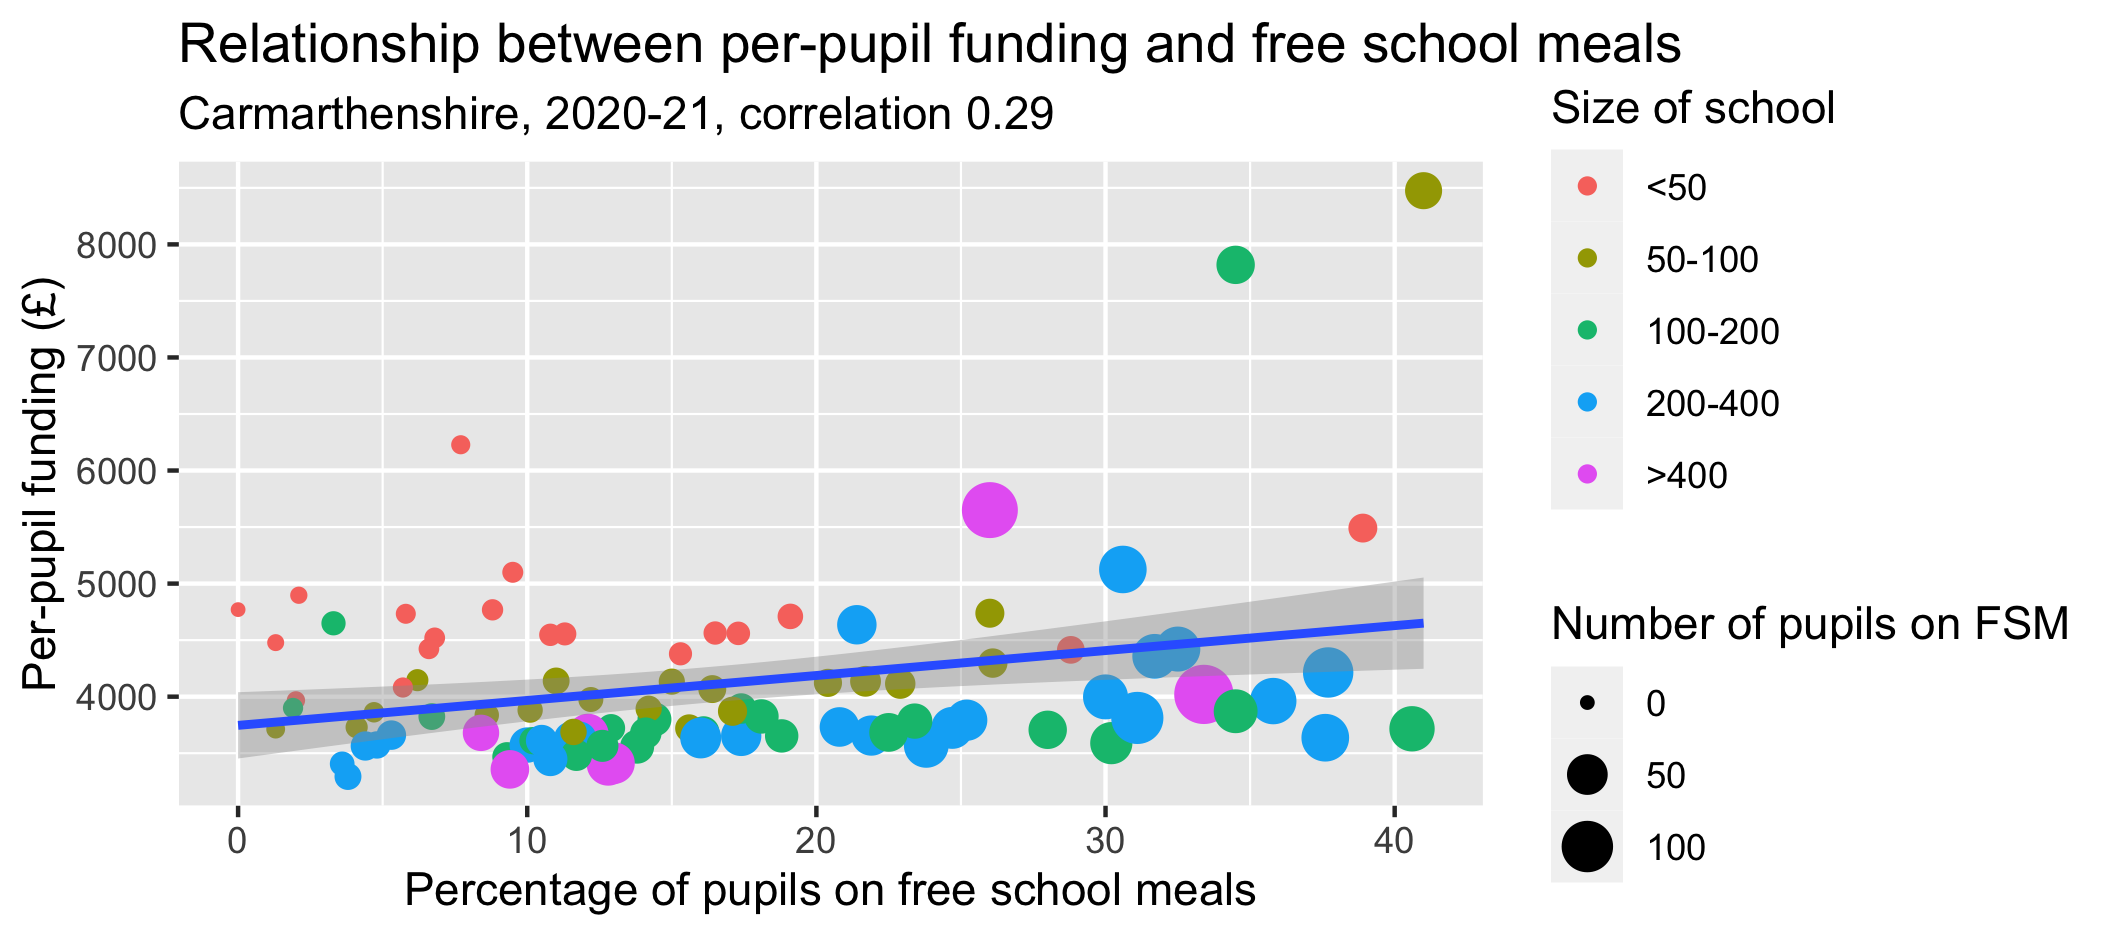 Relationship between per-pupil funding and free school meals
Carmarthenshire, 2020-21, correlation 0.29
Per-pupil funding (£)
8000
7000
6000
5000
4000
0 10 20 30 40
Percentage of pupils on free school meals
Size of school
<50
50-100
100-200
200-400
>400
Number of pupils on FSM
0
50
100